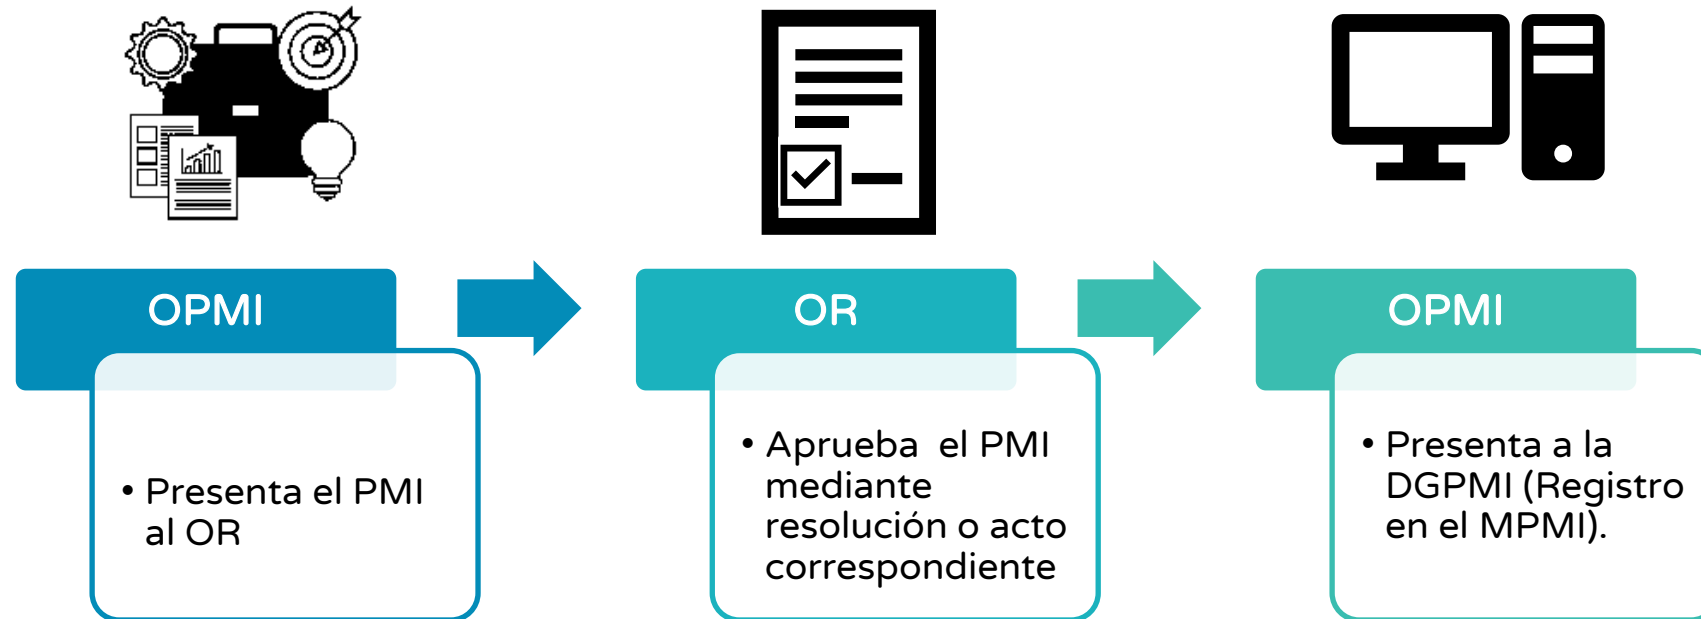 OPMI
• Presenta el PMI
al OR
OR
• Aprueba el PMI
mediante
resolución o acto
correspondiente
OPMI
• Presenta a la
DGPMI (Registro
en el MPMI).